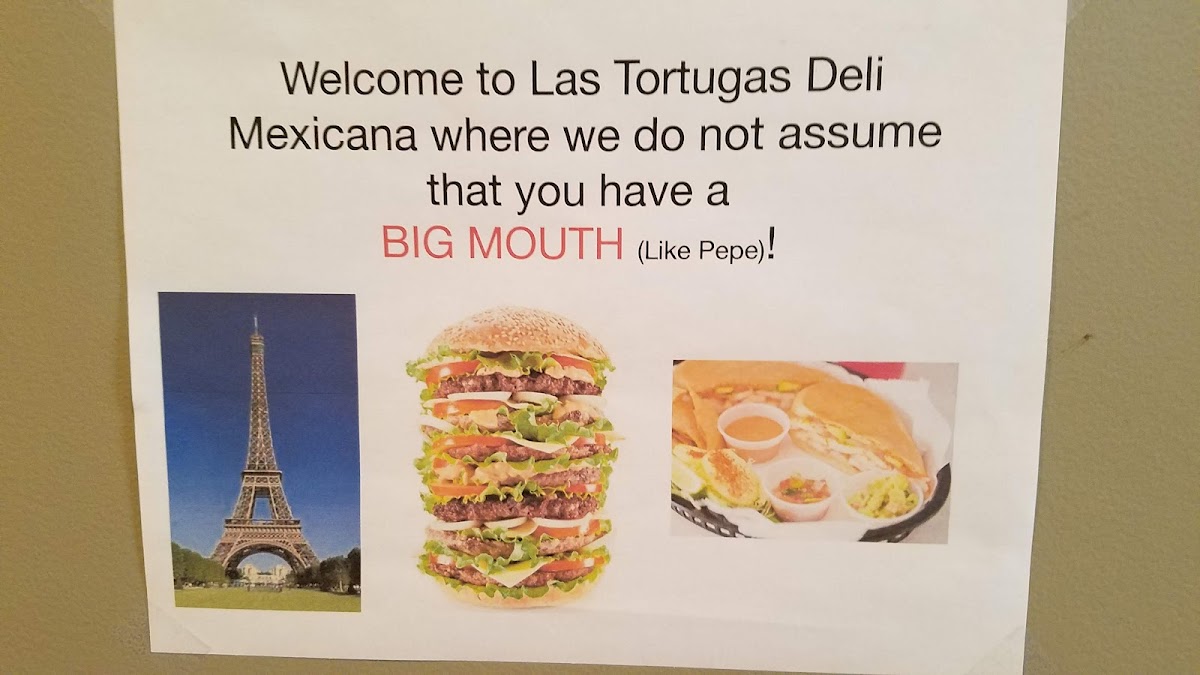 Welcome to Las Tortugas Deli
Mexicana where we do not assume
that you have a
BIG MOUTH (Like Pepe)!